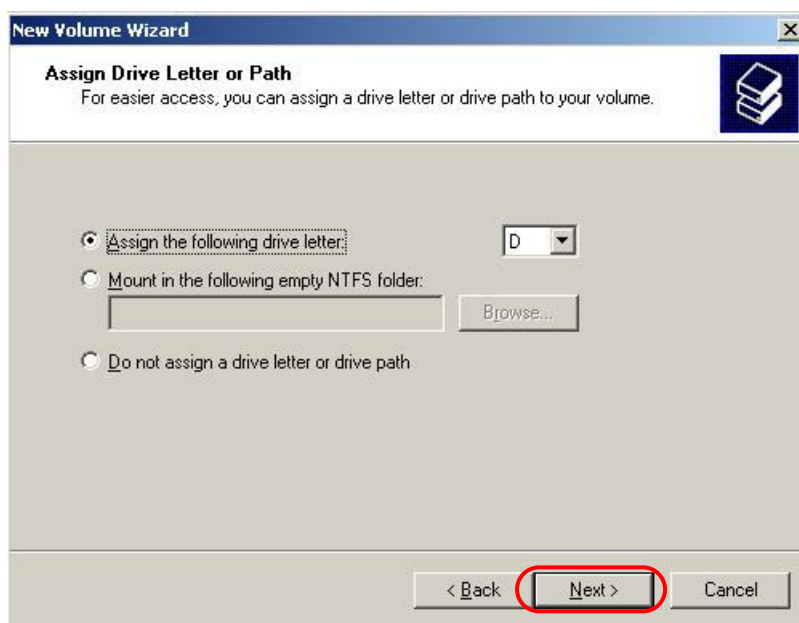 New Volume Wizard
Assign Drive Letter or Path
For easier access, you can assign a drive letter or drive path to your volume.
Assign the following drive letter: D
Mount in the following empty NTFS folder:
Browse...
Do not assign a drive letter or drive path
< Back Next > Cancel